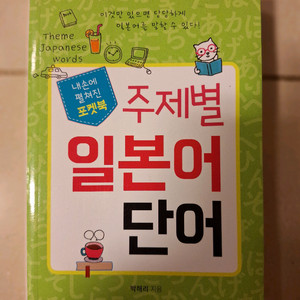 이것만 있으면 당당하게
일본어를 말할 수 있다!
Theme
Japanese
words
내손에
펼쳐진
포켓북
주제별
일본어
단어